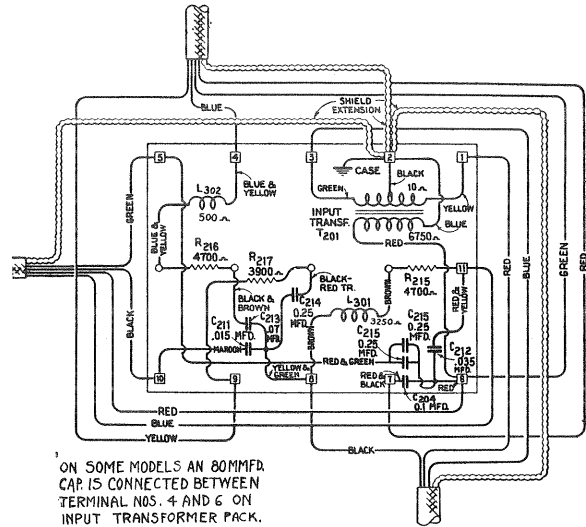 BLUE
SHIELD
EXTENSION
5
4
3
2
1
CASE
L302
BLUE & YELLOW
BLACK
10Ω
GREEN
500Ω
INPUT TRANSF. T201
YELLOW
BLUE
6750Ω
RED
GREEN
BLUE & YELLOW
R216
4700Ω
R217
3900Ω
BLACK-RED TR.
C214
0.25 MFD.
BROWN
R215
4700Ω
11
RED & YELLOW
RED
BLUE
GREEN
RED
BLACK & BROWN
C213
.07 MFD.
C211
.015 MFD.
MAROON
L301
3250Ω
C215
0.25 MFD.
C215
0.25 MFD.
C212
.035 MFD.
BLACK
BROWN
RED & GREEN
YELLOW & GREEN
RED & BLACK
RED
C204
0.1 MFD.
10
9
8
7
6
RED
BLUE
YELLOW
BLACK
' ON SOME MODELS AN 80MMFD.
CAP. IS CONNECTED BETWEEN
TERMINAL NOS. 4 AND 6 ON
INPUT TRANSFORMER PACK.